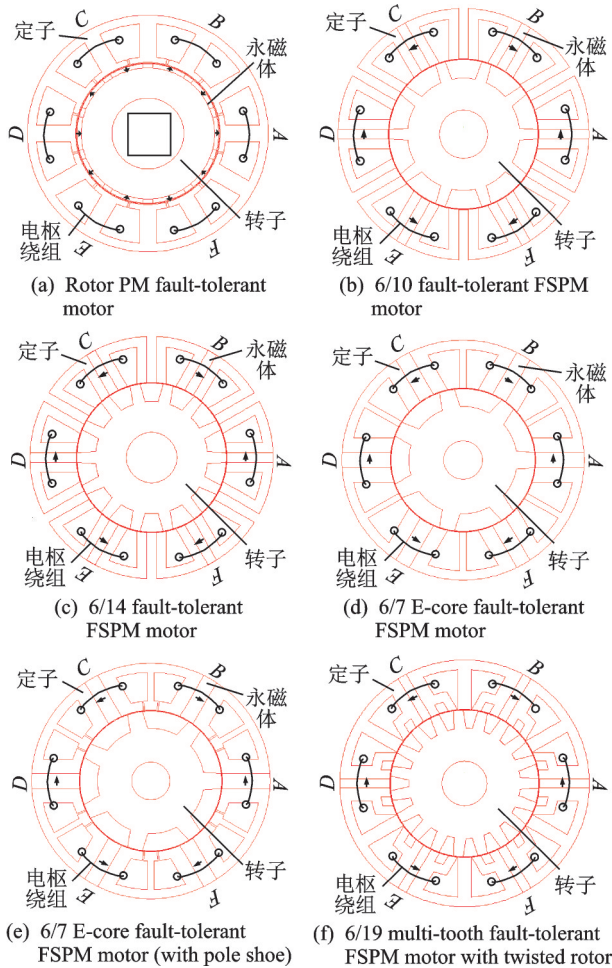 C
B
定子
永磁
体
D
A
电枢
绕组
E
F
转子
(a) Rotor PM fault-tolerant
motor
C
B
定子
永磁
体
D
A
电枢
绕组
E
F
转子
(b) 6/10 fault-tolerant FSPM
motor
C
B
定子
永磁
体
D
A
电枢
绕组
E
F
转子
(c) 6/14 fault-tolerant
FSPM motor
C
B
定子
永磁
体
D
A
电枢
绕组
E
F
转子
(d) 6/7 E-core fault-tolerant
FSPM motor
C
B
定子
永磁
体
D
A
电枢
绕组
E
F
转子
(e) 6/7 E-core fault-tolerant
FSPM motor (with pole shoe)
C
B
定子
永磁
体
D
A
电枢
绕组
E
F
转子
(f) 6/19 multi-tooth fault-tolerant
FSPM motor with twisted rotor